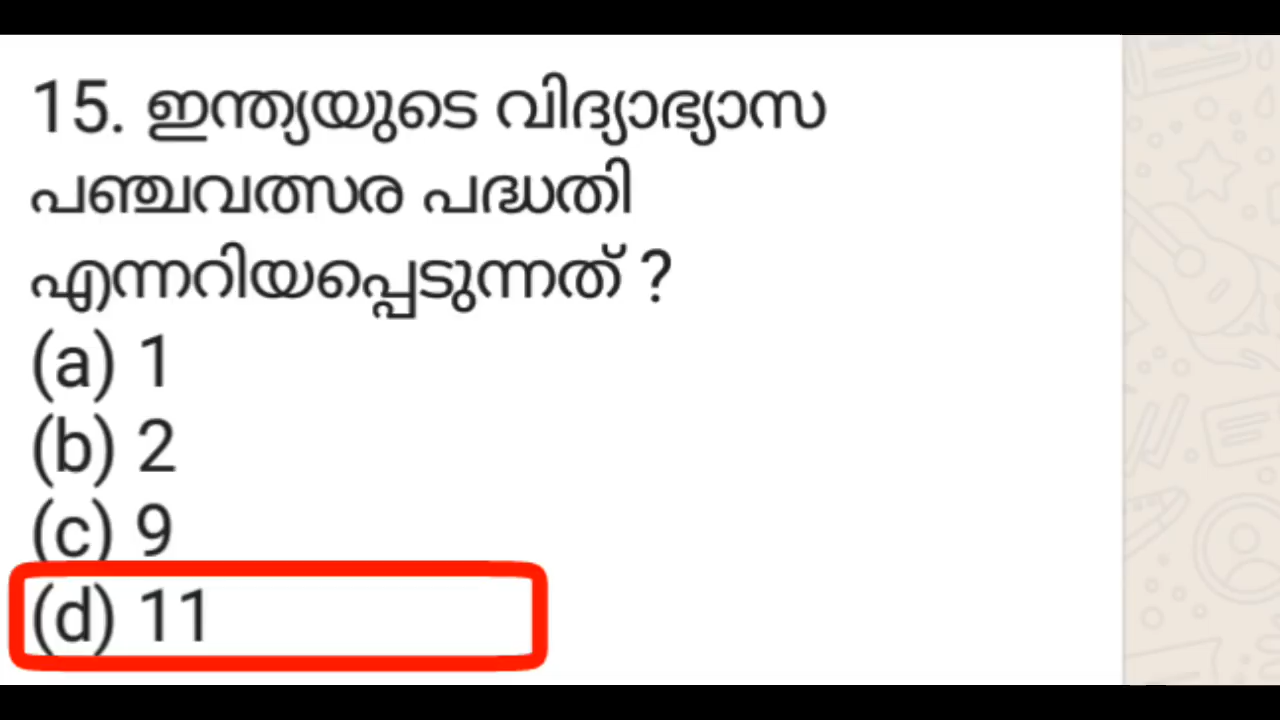 15. ഇന്ത്യയുടെ വിദ്യാഭ്യാസ
പഞ്ചവത്സര പദ്ധതി
എന്നറിയപ്പെടുന്നത് ?
(a) 1
(b) 2
(c) 9
(d) 11